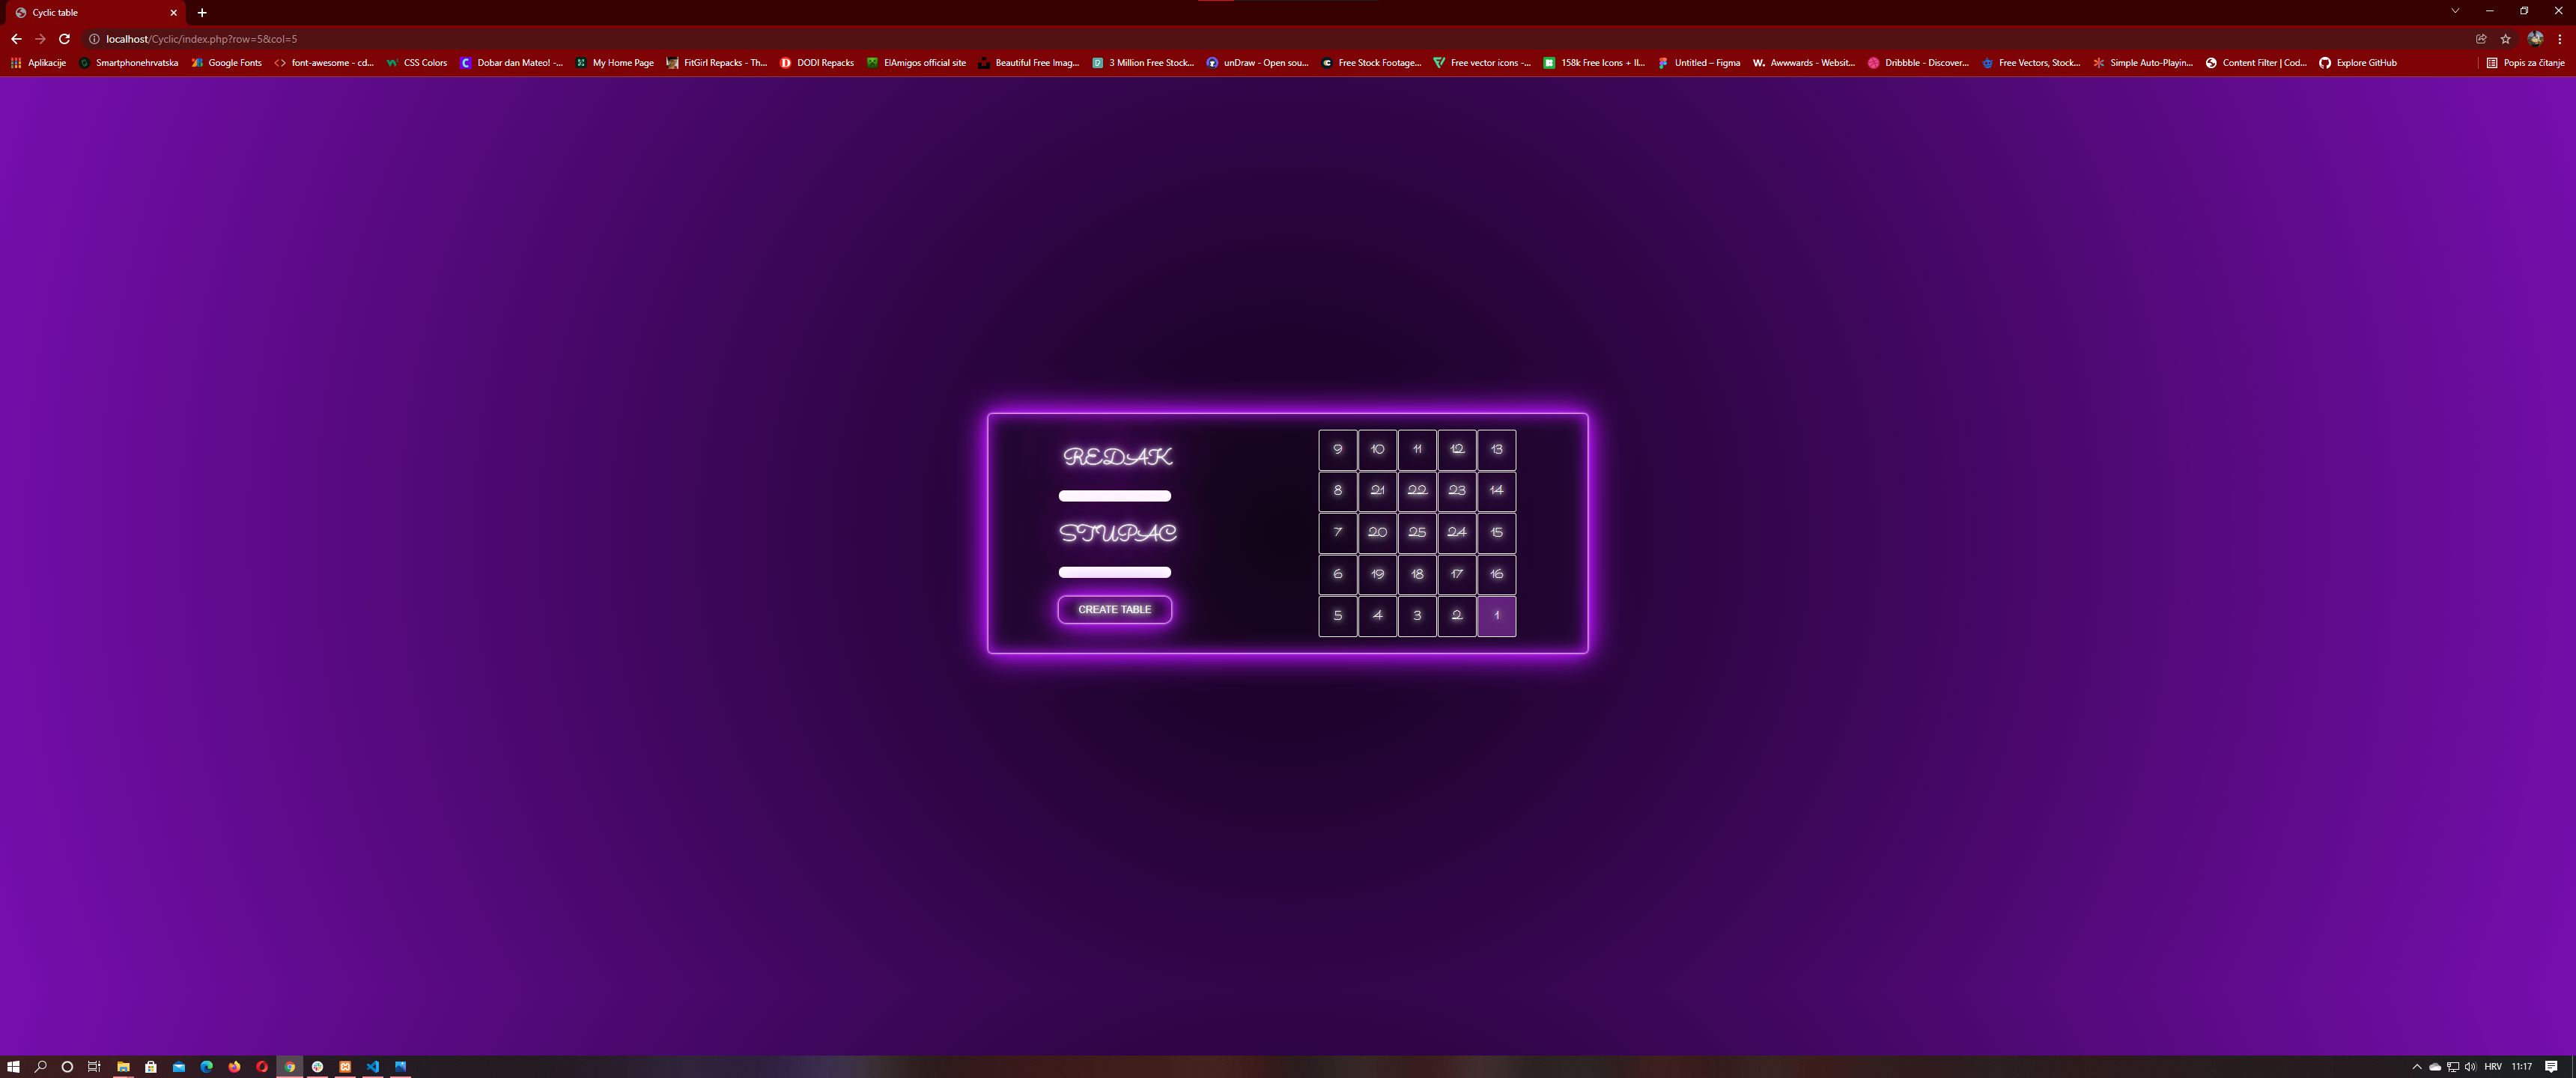 Cyclic table
localhost/Cyclic/index.php?row=5&col=5
Aplikacije Smartphonehrvatska Google Fonts font-awesome - cd... CSS Colors Dobar dan Mateo! -... My Home Page FitGirl Repacks - Th... DODI Repacks ElAmigos official site Beautiful Free Imag... 3 Million Free Stock... unDraw - Open sou... Free Stock Footage... Free vector icons -... 158k Free Icons + Il... Untitled – Figma Awwwards - Websit... Dribbble - Discover... Free Vectors, Stock... Simple Auto-Playin... Content Filter | Cod... Explore GitHub Popis za čitanje
REDAK
STUPAC
CREATE TABLE
9 10 11 12 13
8 21 22 23 14
7 20 25 24 15
6 19 18 17 16
5 4 3 2 1
HRV 11:17